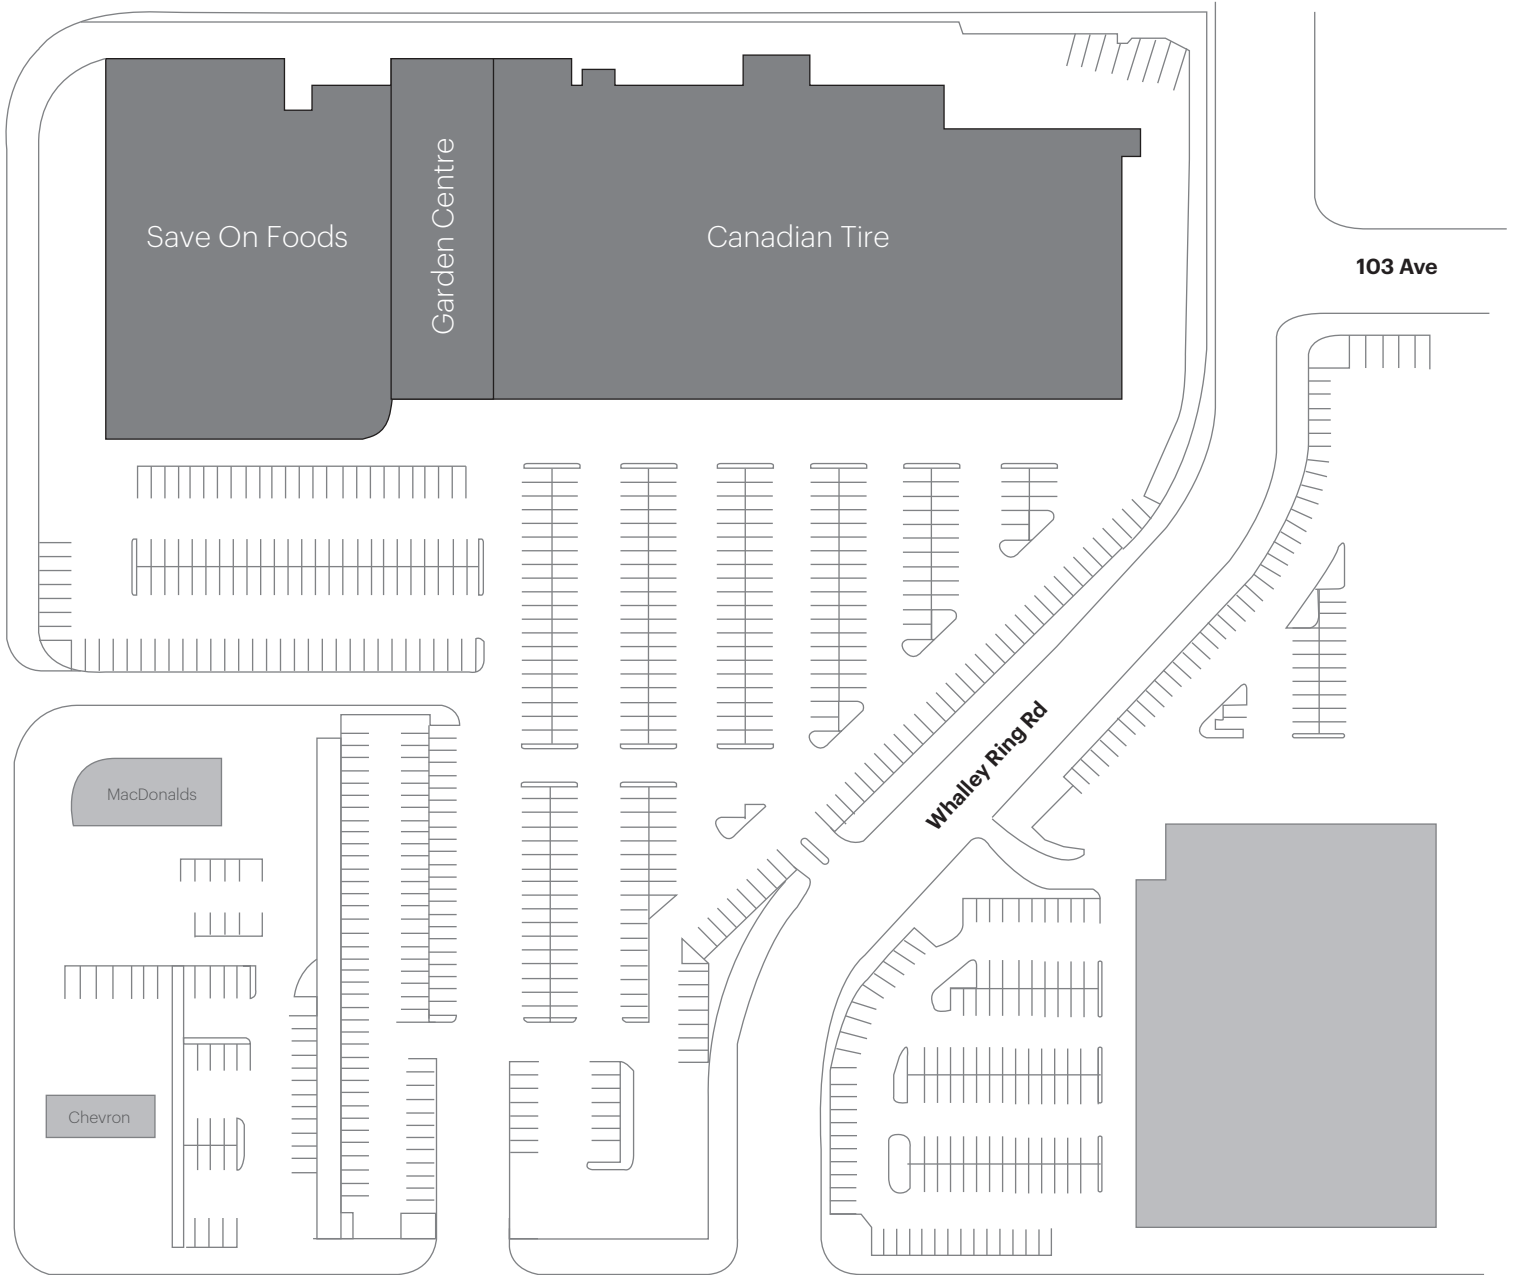 Save On Foods
Garden Centre
Canadian Tire
103 Ave
Whalley Ring Rd
MacDonalds
Chevron